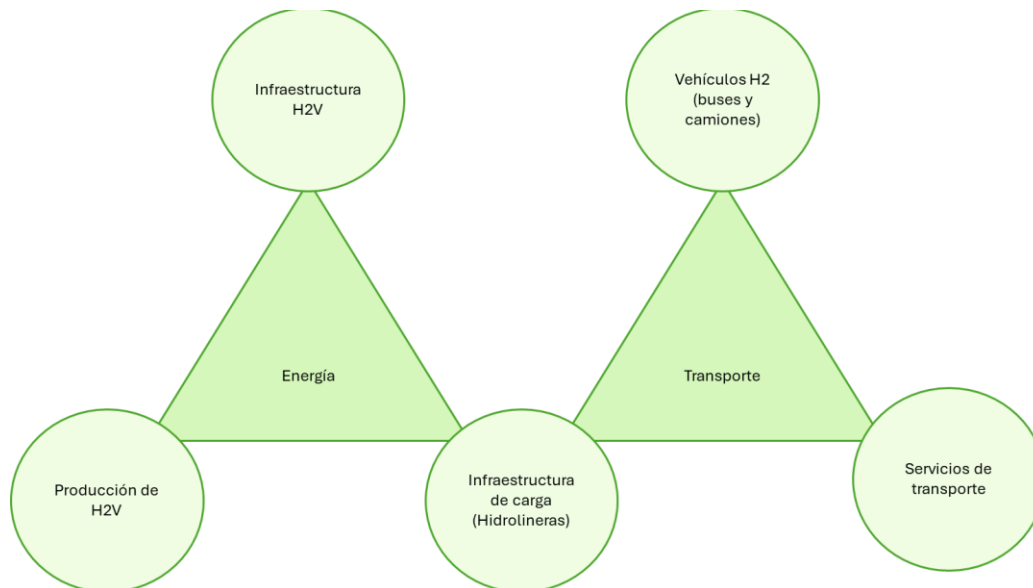 Infraestructura
H2V
Vehículos H2
(buses y
camiones)
Energía
Transporte
Producción de
H2V
Infraestructura
de carga
(Hidrolineras)
Servicios de
transporte